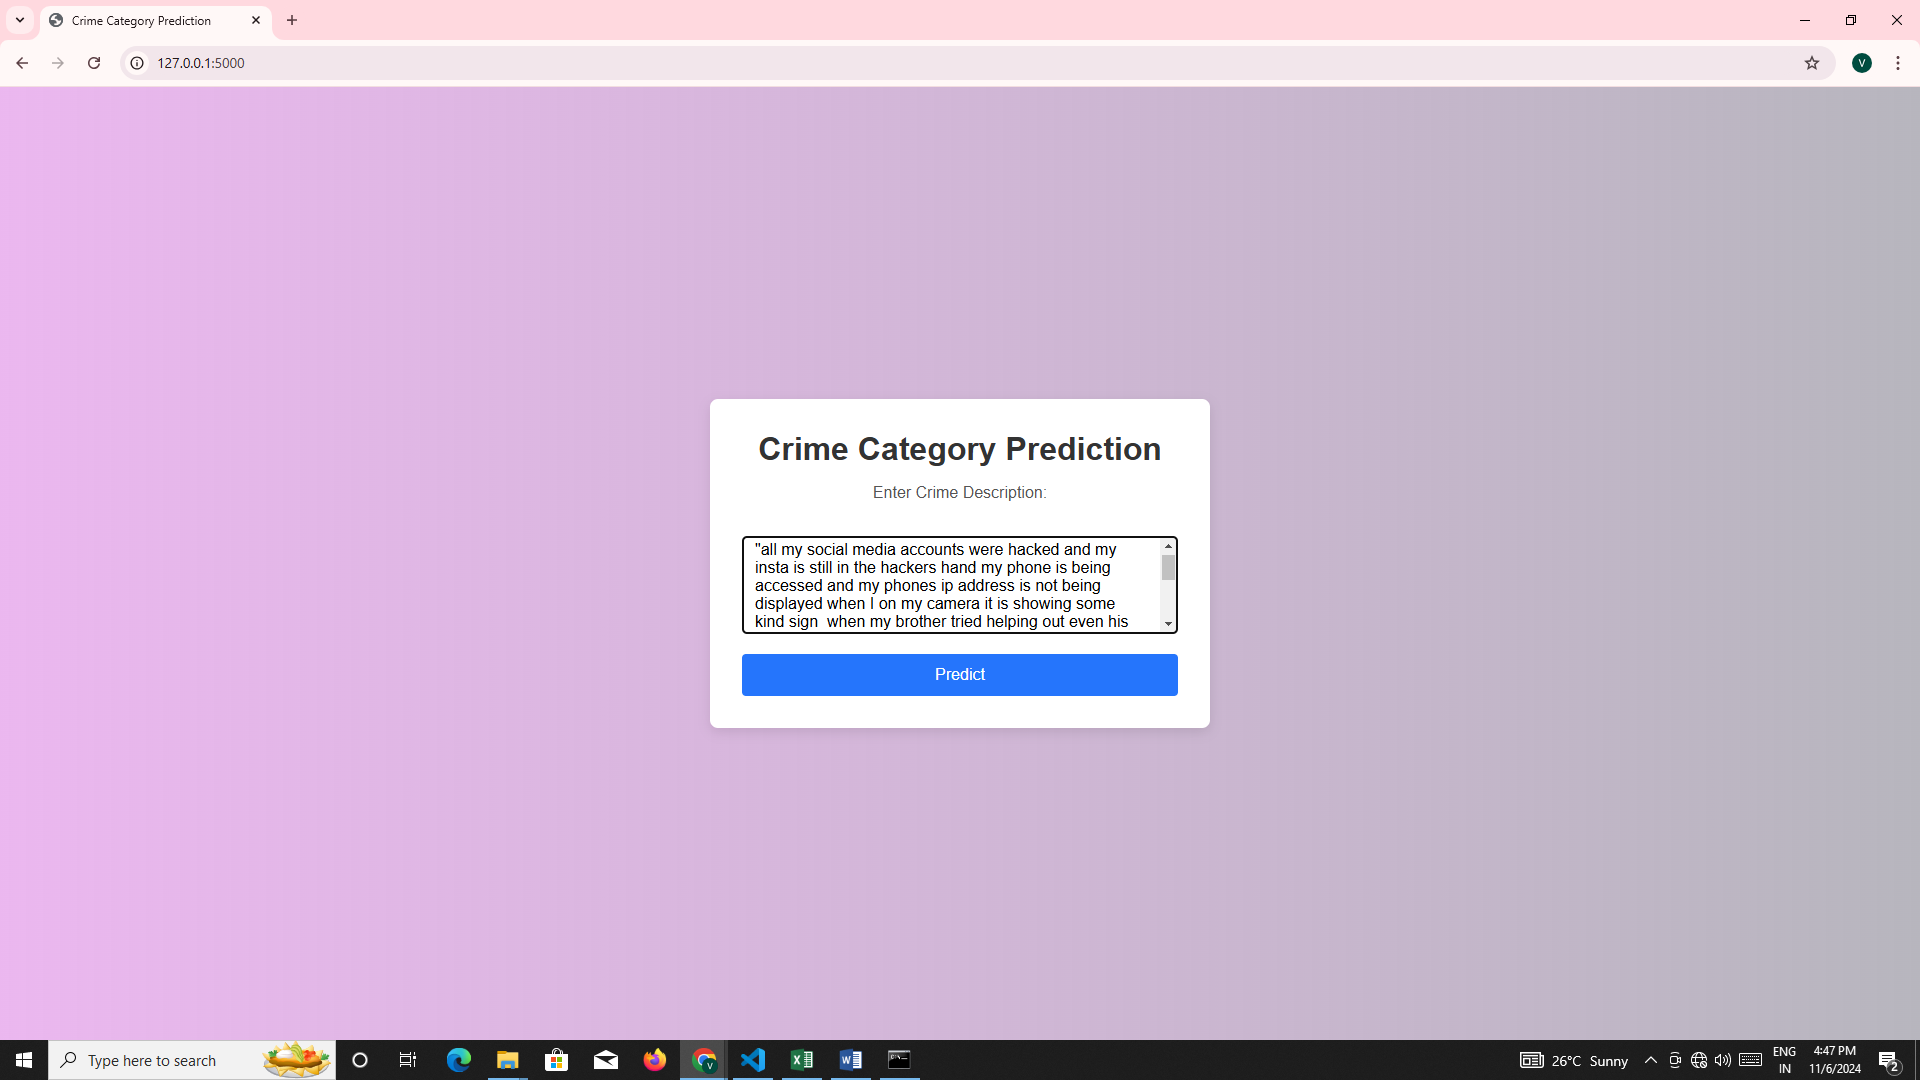 Crime Category Prediction
127.0.0.1:5000
V
Crime Category Prediction
Enter Crime Description:
"all my social media accounts were hacked and my
insta is still in the hackers hand my phone is being
accessed and my phones ip address is not being
displayed when I on my camera it is showing some
kind sign  when my brother tried helping out even his
Predict
Type here to search
V
26°C Sunny
ENG
IN
4:47 PM
11/6/2024
2